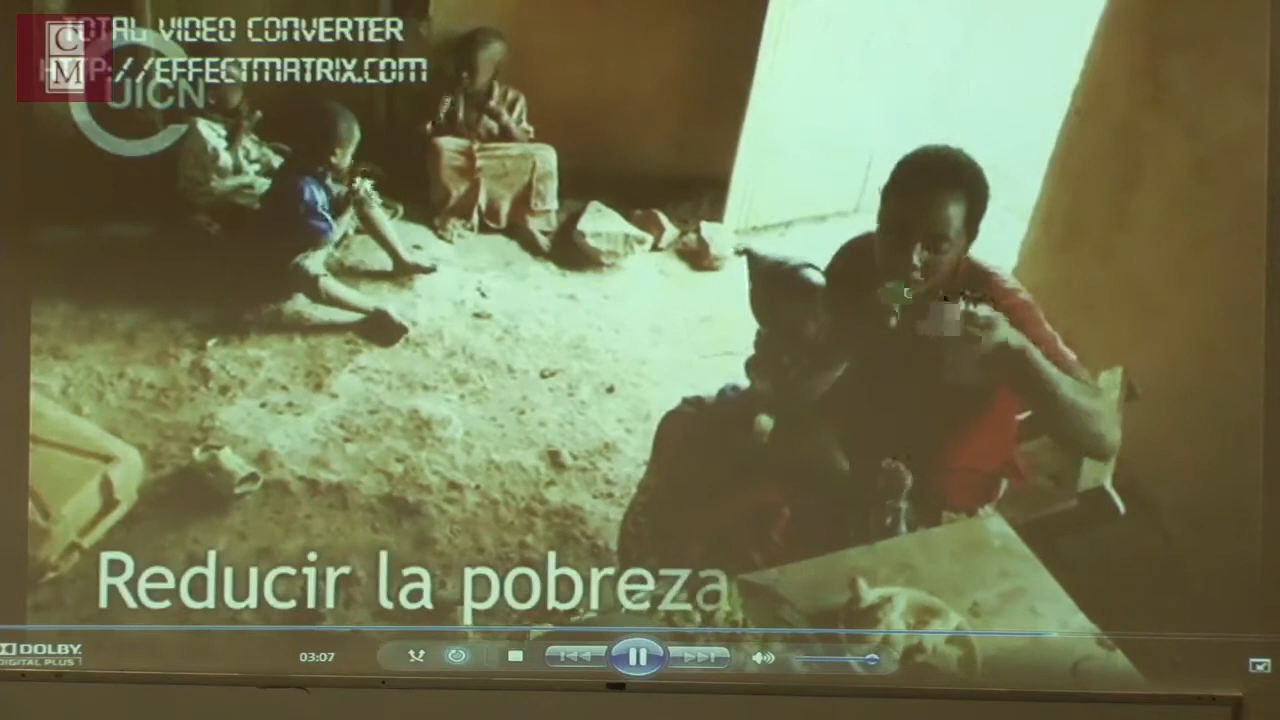 TOTAL VIDEO CONVERTER
HTTP://EFFECTMATRIX.COM
C
M
UICN
Reducir la pobreza
DOLBY
DIGITAL PLUS
03:07